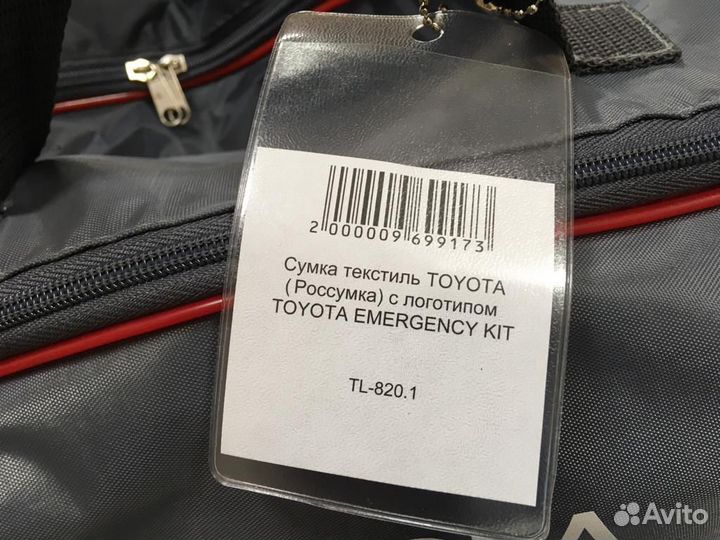 2 000009 699173
Сумка текстиль TOYOTA
(Россумка) с логотипом
TOYOTA EMERGENCY KIT
TL-820.1
Avito